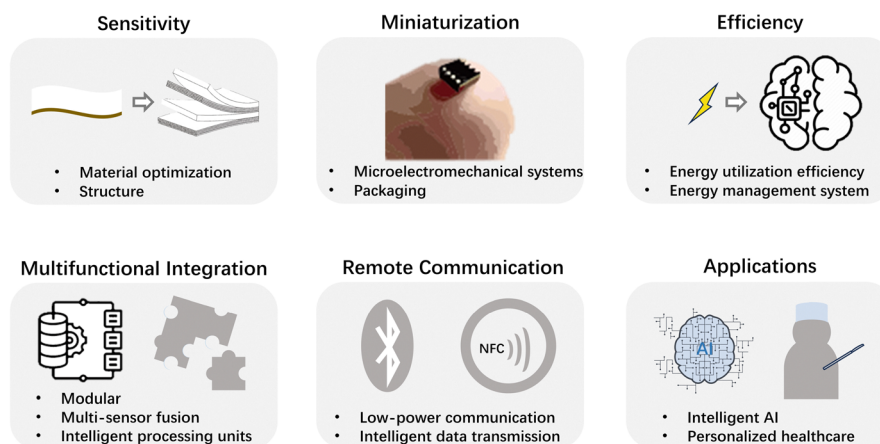 Sensitivity
Material optimization
Structure
Miniaturization
Microelectromechanical systems
Packaging
Efficiency
Energy utilization efficiency
Energy management system
Multifunctional Integration
Modular
Multi-sensor fusion
Intelligent processing units
Remote Communication
NFC
Low-power communication
Intelligent data transmission
Applications
AI
Intelligent AI
Personalized healthcare